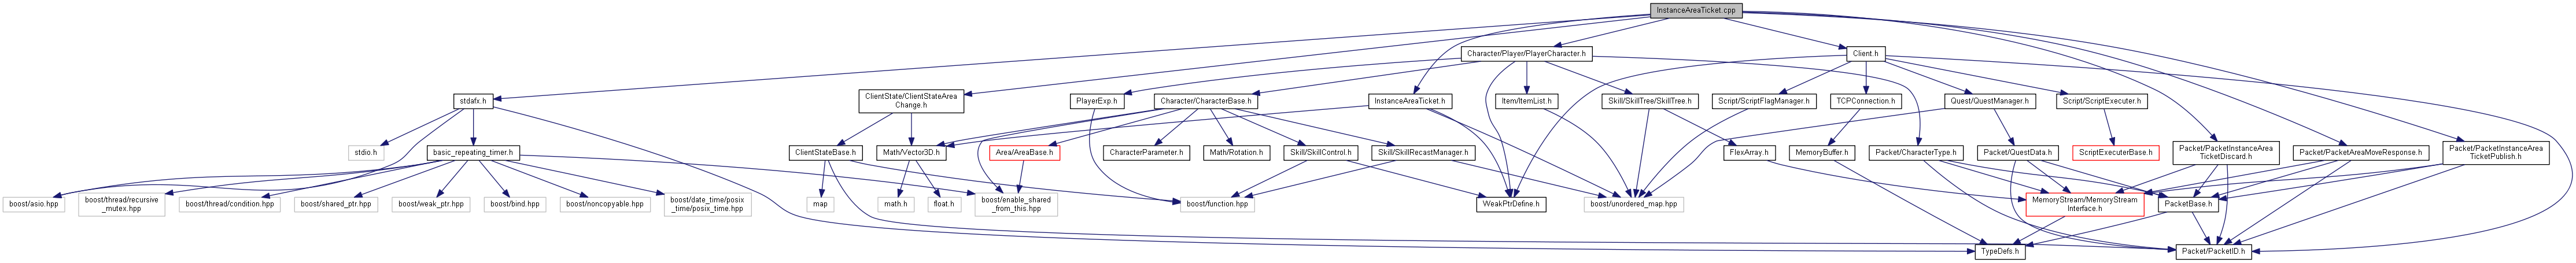 InstanceAreaTicket.cpp
Character/Player/PlayerCharacter.h
Client.h
stdafx.h
ClientState/ClientStateArea
Change.h
PlayerExp.h
Character/CharacterBase.h
InstanceAreaTicket.h
Item/ItemList.h
Skill/SkillTree/SkillTree.h
Script/ScriptFlagManager.h
TCPConnection.h
Quest/QuestManager.h
Script/ScriptExecuter.h
stdio.h
basic_repeating_timer.h
ClientStateBase.h
Math/Vector3D.h
Area/AreaBase.h
CharacterParameter.h
Math/Rotation.h
Skill/SkillControl.h
Skill/SkillRecastManager.h
FlexArray.h
MemoryBuffer.h
Packet/CharacterType.h
Packet/QuestData.h
ScriptExecuterBase.h
Packet/PacketInstanceArea
TicketDiscard.h
Packet/PacketAreaMoveResponse.h
Packet/PacketInstanceArea
TicketPublish.h
boost/asio.hpp
boost/thread/recursive
_mutex.hpp
boost/thread/condition.hpp
boost/shared_ptr.hpp
boost/weak_ptr.hpp
boost/bind.hpp
boost/noncopyable.hpp
boost/date_time/posix
_time/posix_time.hpp
map
math.h
float.h
boost/enable_shared
_from_this.hpp
boost/function.hpp
WeakPtrDefine.h
boost/unordered_map.hpp
MemoryStream/MemoryStream
Interface.h
PacketBase.h
TypeDefs.h
Packet/PacketID.h